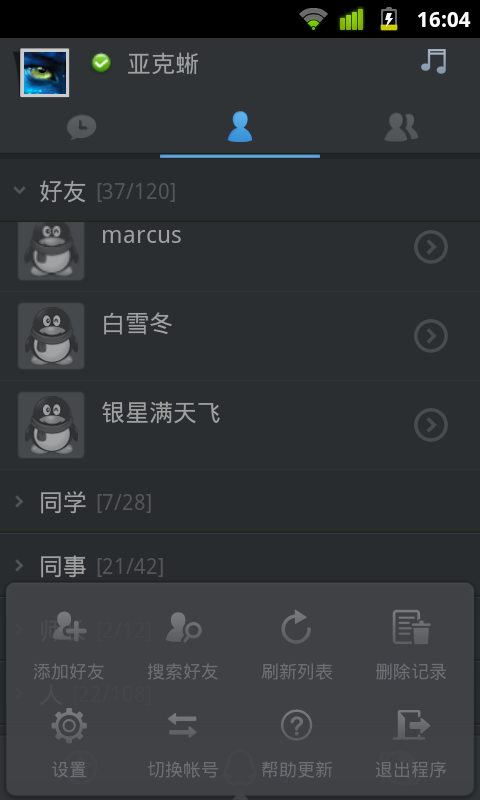 16:04
亚克蜥
好友 [37/120]
marcus
白雪冬
银星满天飞
同学 [7/28]
同事 [21/42]
师 [2/12]
人 [22/108]
添加好友 搜索好友 刷新列表 删除记录
设置 切换帐号 帮助更新 退出程序